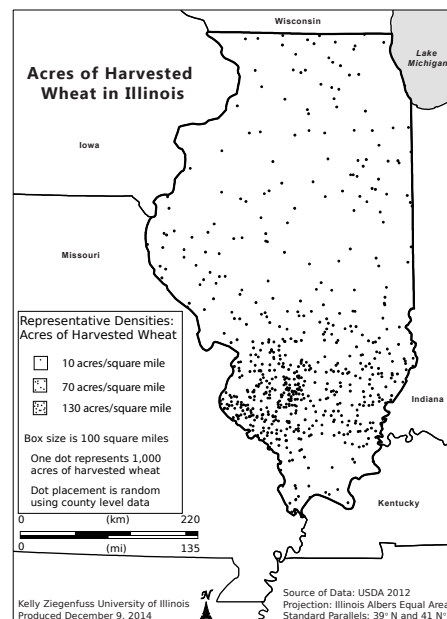 Wisconsin
Lake
Michigan
Acres of Harvested
Wheat in Illinois
Iowa
Missouri
Representative Densities:
Acres of Harvested Wheat
10 acres/square mile
70 acres/square mile
130 acres/square mile
Box size is 100 square miles
One dot represents 1,000
acres of harvested wheat
Dot placement is random
using county level data
Indiana
Kentucky
0 (km) 220
0 (mi) 135
N
Kelly Ziegenfuss University of Illinois
Produced December 9, 2014
Source of Data: USDA 2012
Projection: Illinois Albers Equal Area
Standard Parallels: 39° N and 41 N°